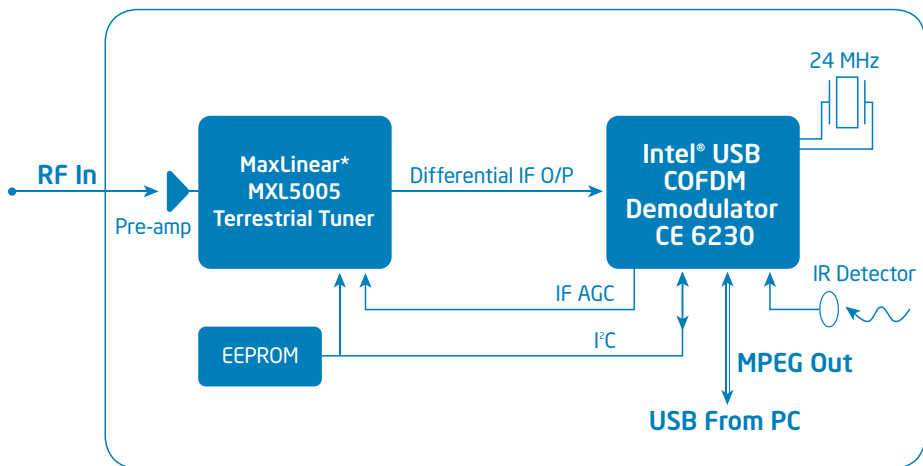 24 MHz
RF In
Pre-amp
MaxLinear*
MXL5005
Terrestrial Tuner
Differential IF O/P
Intel® USB
COFDM
Demodulator
CE 6230
IR Detector
IF AGC
EEPROM
I²C
MPEG Out
USB From PC